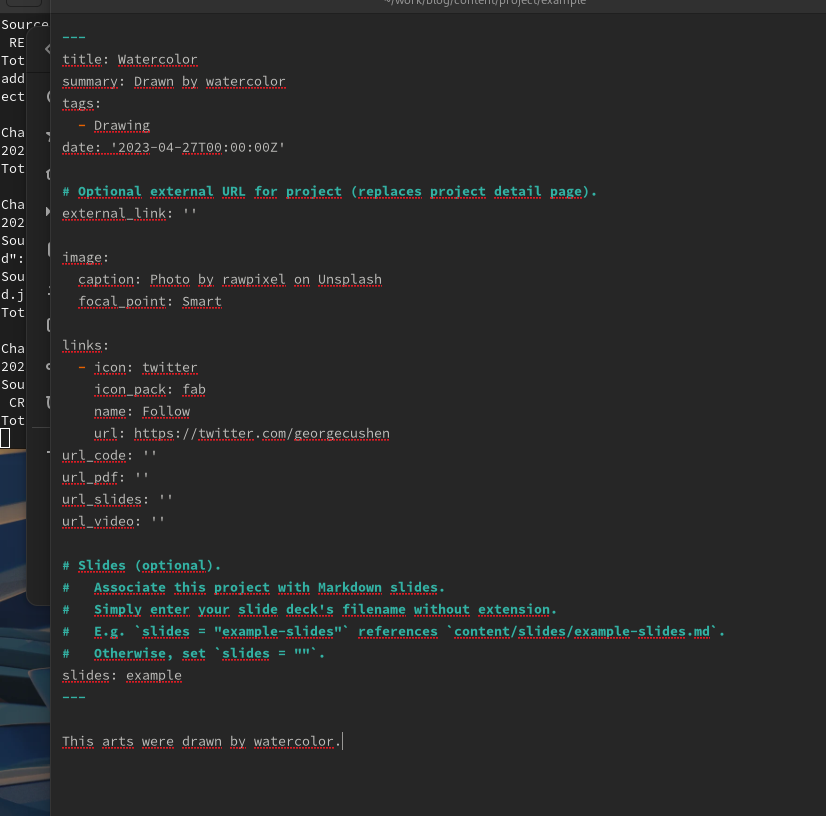 ~/work/blog/content/project/example
Source
RE
Tot
add
ect
Cha
202
Tot
Cha
202
Sou
d":
Sou
d.j
Tot
Cha
202
Sou
CR
Tot
---
title: Watercolor
summary: Drawn by watercolor
tags:
- Drawing
date: '2023-04-27T00:00:00Z'
# Optional external URL for project (replaces project detail page).
external_link: ''
image:
caption: Photo by rawpixel on Unsplash
focal_point: Smart
links:
- icon: twitter
icon_pack: fab
name: Follow
url: https://twitter.com/georgecushen
url_code: ''
url_pdf: ''
url_slides: ''
url_video: ''
# Slides (optional).
#   Associate this project with Markdown slides.
#   Simply enter your slide deck's filename without extension.
#   E.g. `slides = "example-slides"` references `content/slides/example-slides.md`.
#   Otherwise, set `slides = ""`.
slides: example
---
This arts were drawn by watercolor.